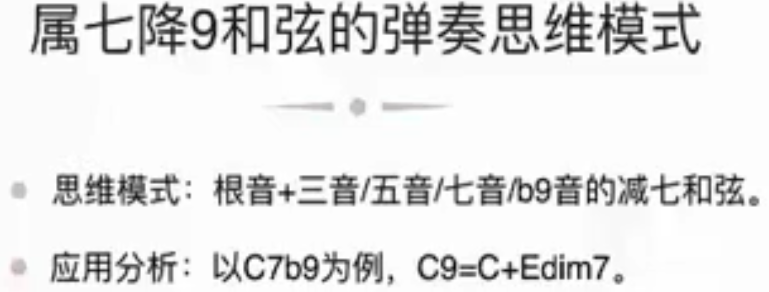 属七降9和弦的弹奏思维模式
思维模式：根音+三音/五音/七音/b9音的减七和弦。
应用分析：以C7b9为例，C9=C+Edim7。